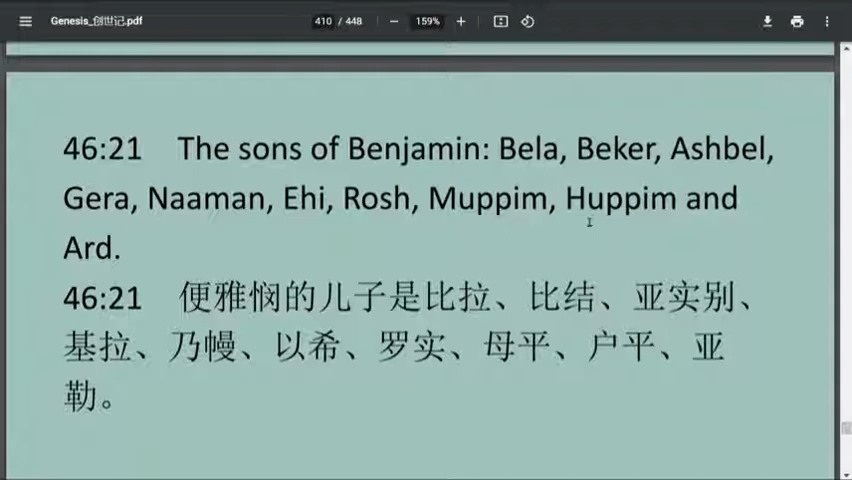 Genesis_创世记.pdf
410 / 448
159%
46:21 The sons of Benjamin: Bela, Beker, Ashbel,
Gera, Naaman, Ehi, Rosh, Muppim, Huppim and
Ard.
46:21 便雅悯的儿子是比拉、比结、亚实别、
基拉、乃幔、以希、罗实、母平、户平、亚
勒。